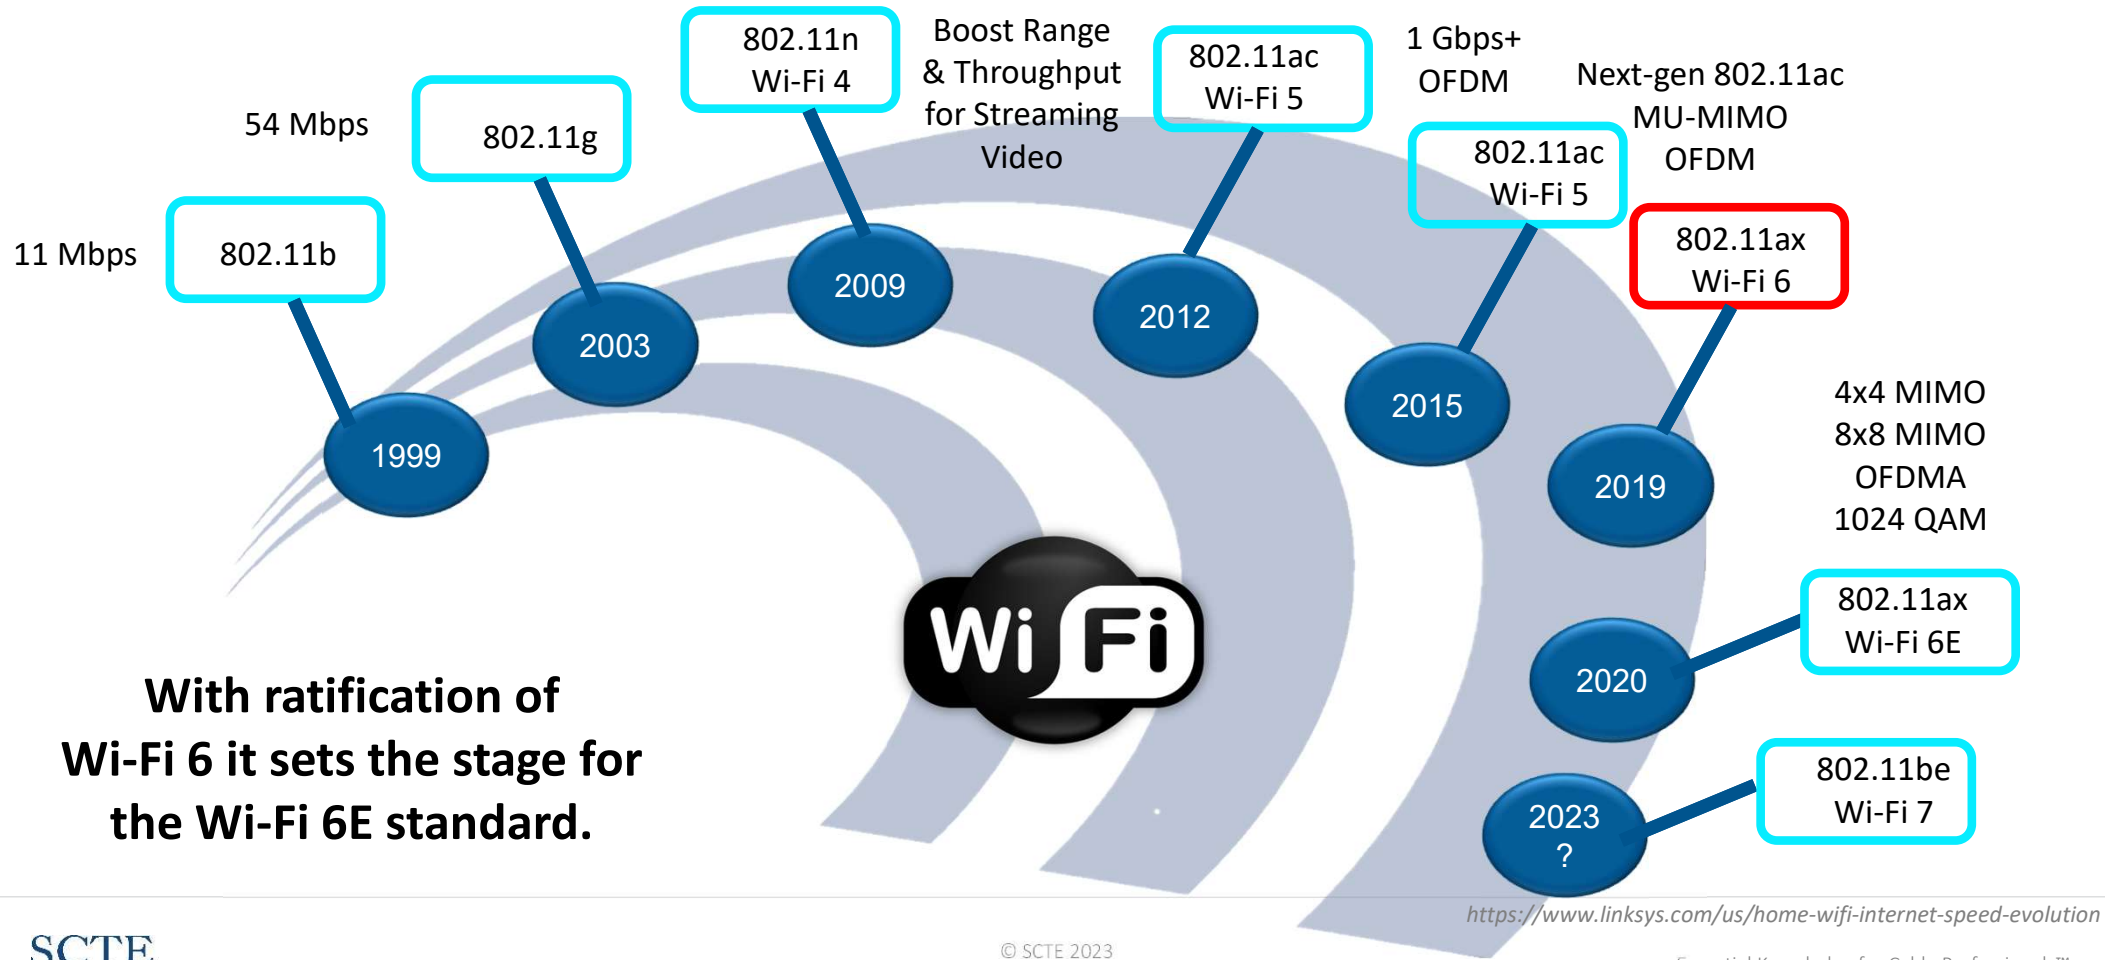 11 Mbps
802.11b
1999
54 Mbps
802.11g
2003
802.11n
Wi-Fi 4
2009
Boost Range
& Throughput
for Streaming
Video
802.11ac
Wi-Fi 5
2012
1 Gbps+
OFDM
802.11ac
Wi-Fi 5
2015
Next-gen 802.11ac
MU-MIMO
OFDM
802.11ax
Wi-Fi 6
2019
4x4 MIMO
8x8 MIMO
OFDMA
1024 QAM
802.11ax
Wi-Fi 6E
2020
802.11be
Wi-Fi 7
2023
?
Wi Fi
With ratification of
Wi-Fi 6 it sets the stage for
the Wi-Fi 6E standard.
https://www.linksys.com/us/home-wifi-internet-speed-evolution
SCTE
© SCTE 2023
Essential Knowledge for Cable Professionals™